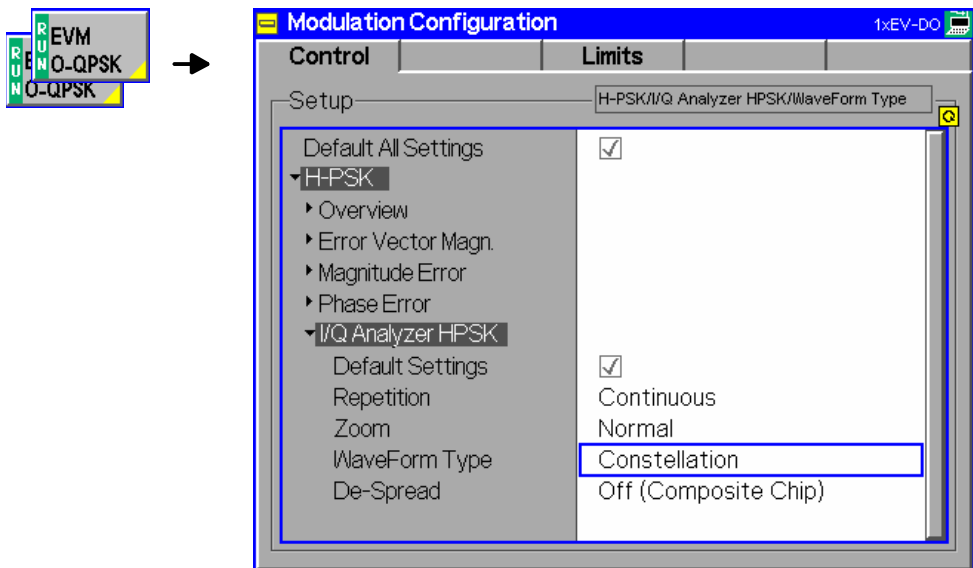 RUN
EVM
O-QPSK
RUN
E
O-QPSK
Modulation Configuration
1xEV-DO
Control
Limits
Setup
H-PSK/I/Q Analyzer HPSK/WaveForm Type
Default All Settings
H-PSK
Overview
Error Vector Magn.
Magnitude Error
Phase Error
I/Q Analyzer HPSK
Default Settings
Repetition Continuous
Zoom Normal
WaveForm Type Constellation
De-Spread Off (Composite Chip)